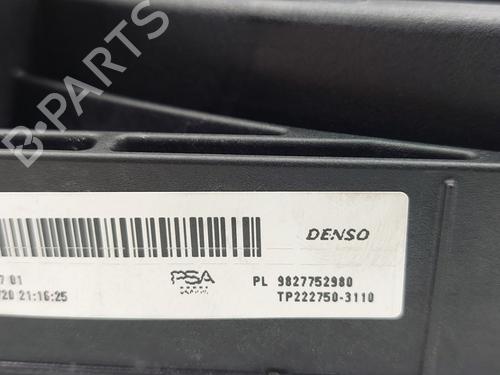 DENSO
7 01
PSA
PL 9827752980
/20 21:16:25
TP222750-3110
B-PARTS